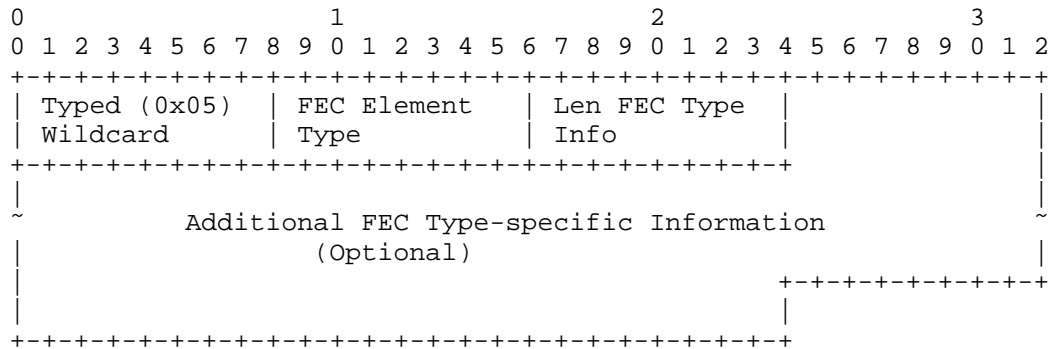 0                   1                   2                   3
0 1 2 3 4 5 6 7 8 9 0 1 2 3 4 5 6 7 8 9 0 1 2 3 4 5 6 7 8 9 0 1 2
+-+-+-+-+-+-+-+-+-+-+-+-+-+-+-+-+-+-+-+-+-+-+-+-+-+-+-+-+-+-+-+-+
| Typed (0x05)  | FEC Element   | Len FEC Type  |               |
| Wildcard      | Type          | Info          |               |
+-+-+-+-+-+-+-+-+-+-+-+-+-+-+-+-+-+-+-+-+-+-+-+-+               |
|                                                               |
~          Additional FEC Type-specific Information             ~
|                  (Optional)                                   |
|                                               +-+-+-+-+-+-+-+-+
|                                               |
+-+-+-+-+-+-+-+-+-+-+-+-+-+-+-+-+-+-+-+-+-+-+-+-+